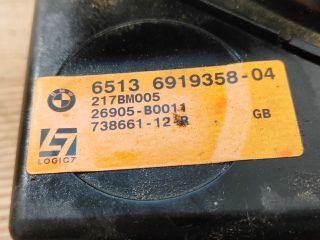 6513 6919358-04
217BM005
26905-B0011
738661-12-R GB
LOGIC7